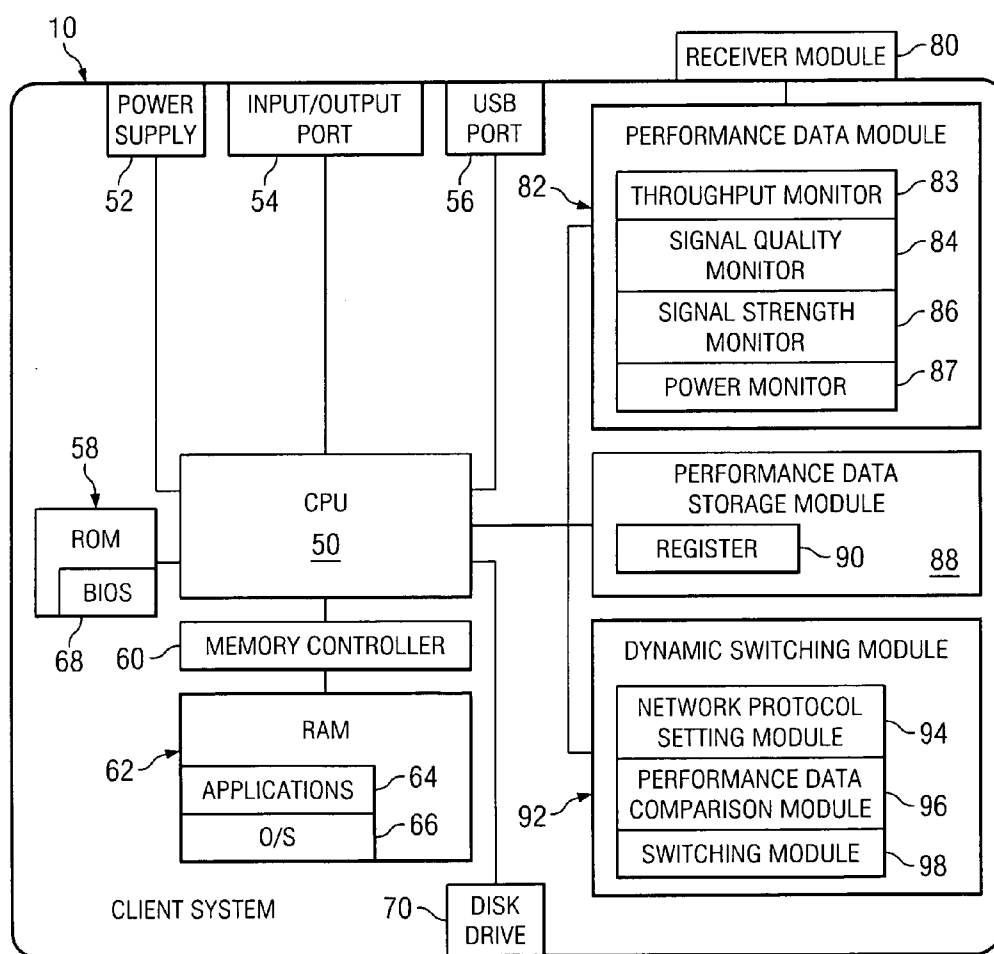 10
RECEIVER MODULE
80
POWER
SUPPLY
52
INPUT/OUTPUT
PORT
54
USB
PORT
56
PERFORMANCE DATA MODULE
82
THROUGHPUT MONITOR
83
SIGNAL QUALITY
MONITOR
84
SIGNAL STRENGTH
MONITOR
86
POWER MONITOR
87
58
ROM
BIOS
68
CPU
50
PERFORMANCE DATA
STORAGE MODULE
REGISTER
90
88
60
MEMORY CONTROLLER
RAM
62
APPLICATIONS
64
O/S
66
DYNAMIC SWITCHING MODULE
NETWORK PROTOCOL
SETTING MODULE
94
PERFORMANCE DATA
COMPARISON MODULE
96
92
SWITCHING MODULE
98
CLIENT SYSTEM
70
DISK
DRIVE